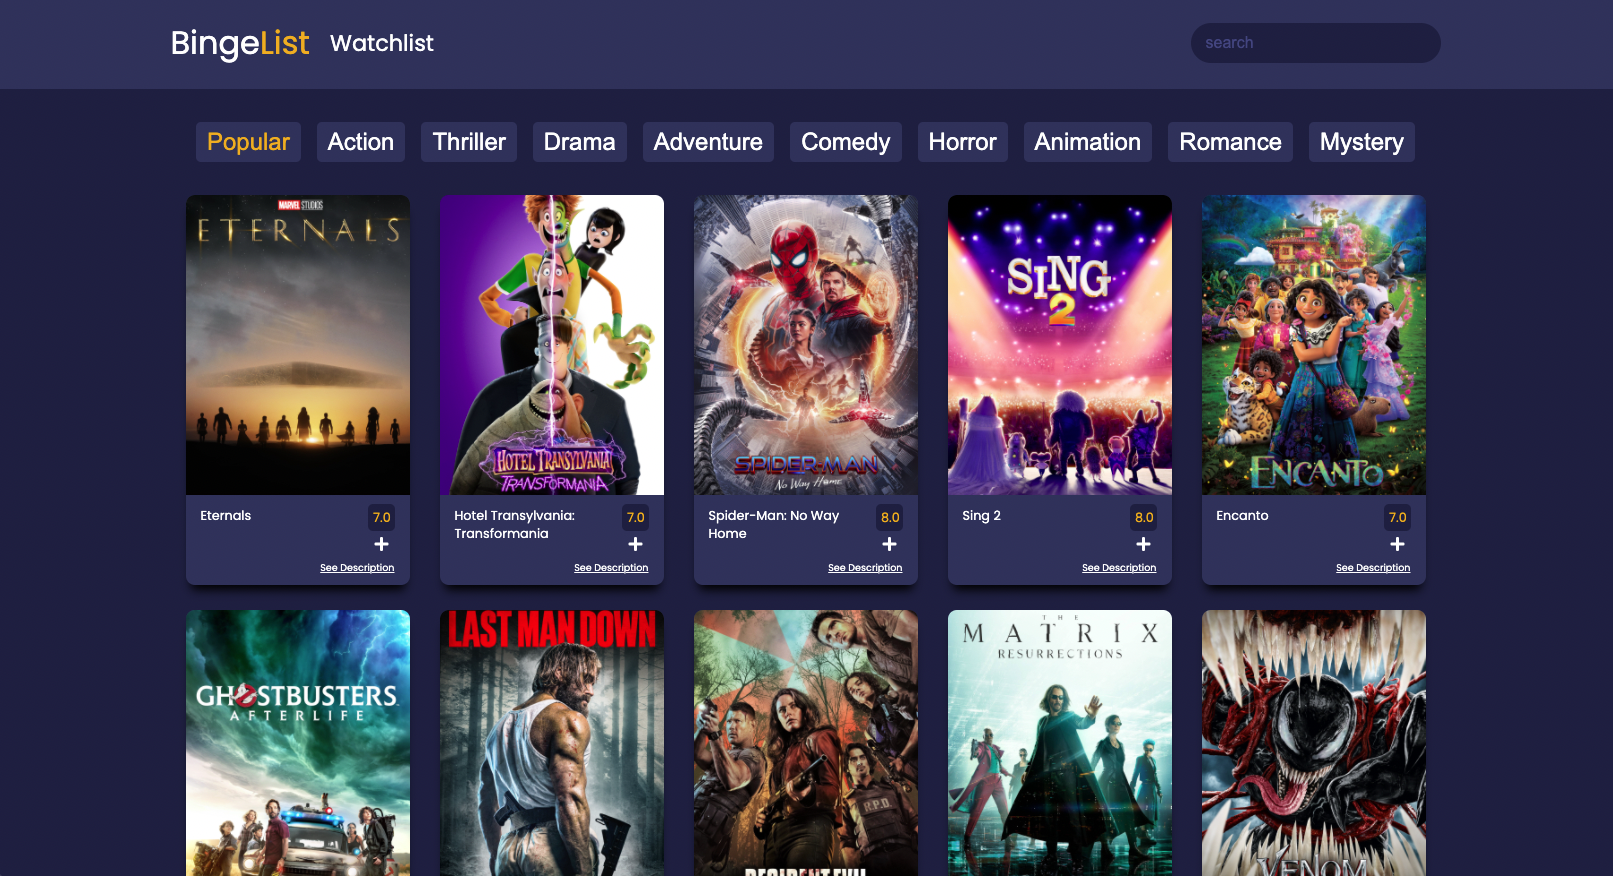 BingeList Watchlist search
Popular Action Thriller Drama Adventure Comedy Horror Animation Romance Mystery
MARVEL STUDIOS
ETERNALS
HOTEL TRANSYLVANIA
TRANSFORMANIA
SPIDER-MAN
No Way Home
SING
2
ENCANTO
Eternals 7.0
See Description
Hotel Transylvania: 7.0
Transformania
See Description
Spider-Man: No Way 8.0
Home
See Description
Sing 2 8.0
See Description
Encanto 7.0
See Description
GHOSTBUSTERS
AFTERLIFE
LAST MAN DOWN
R.P.D.
RESIDENT EVIL
THE
MATRIX
RESURRECTIONS
VENOM